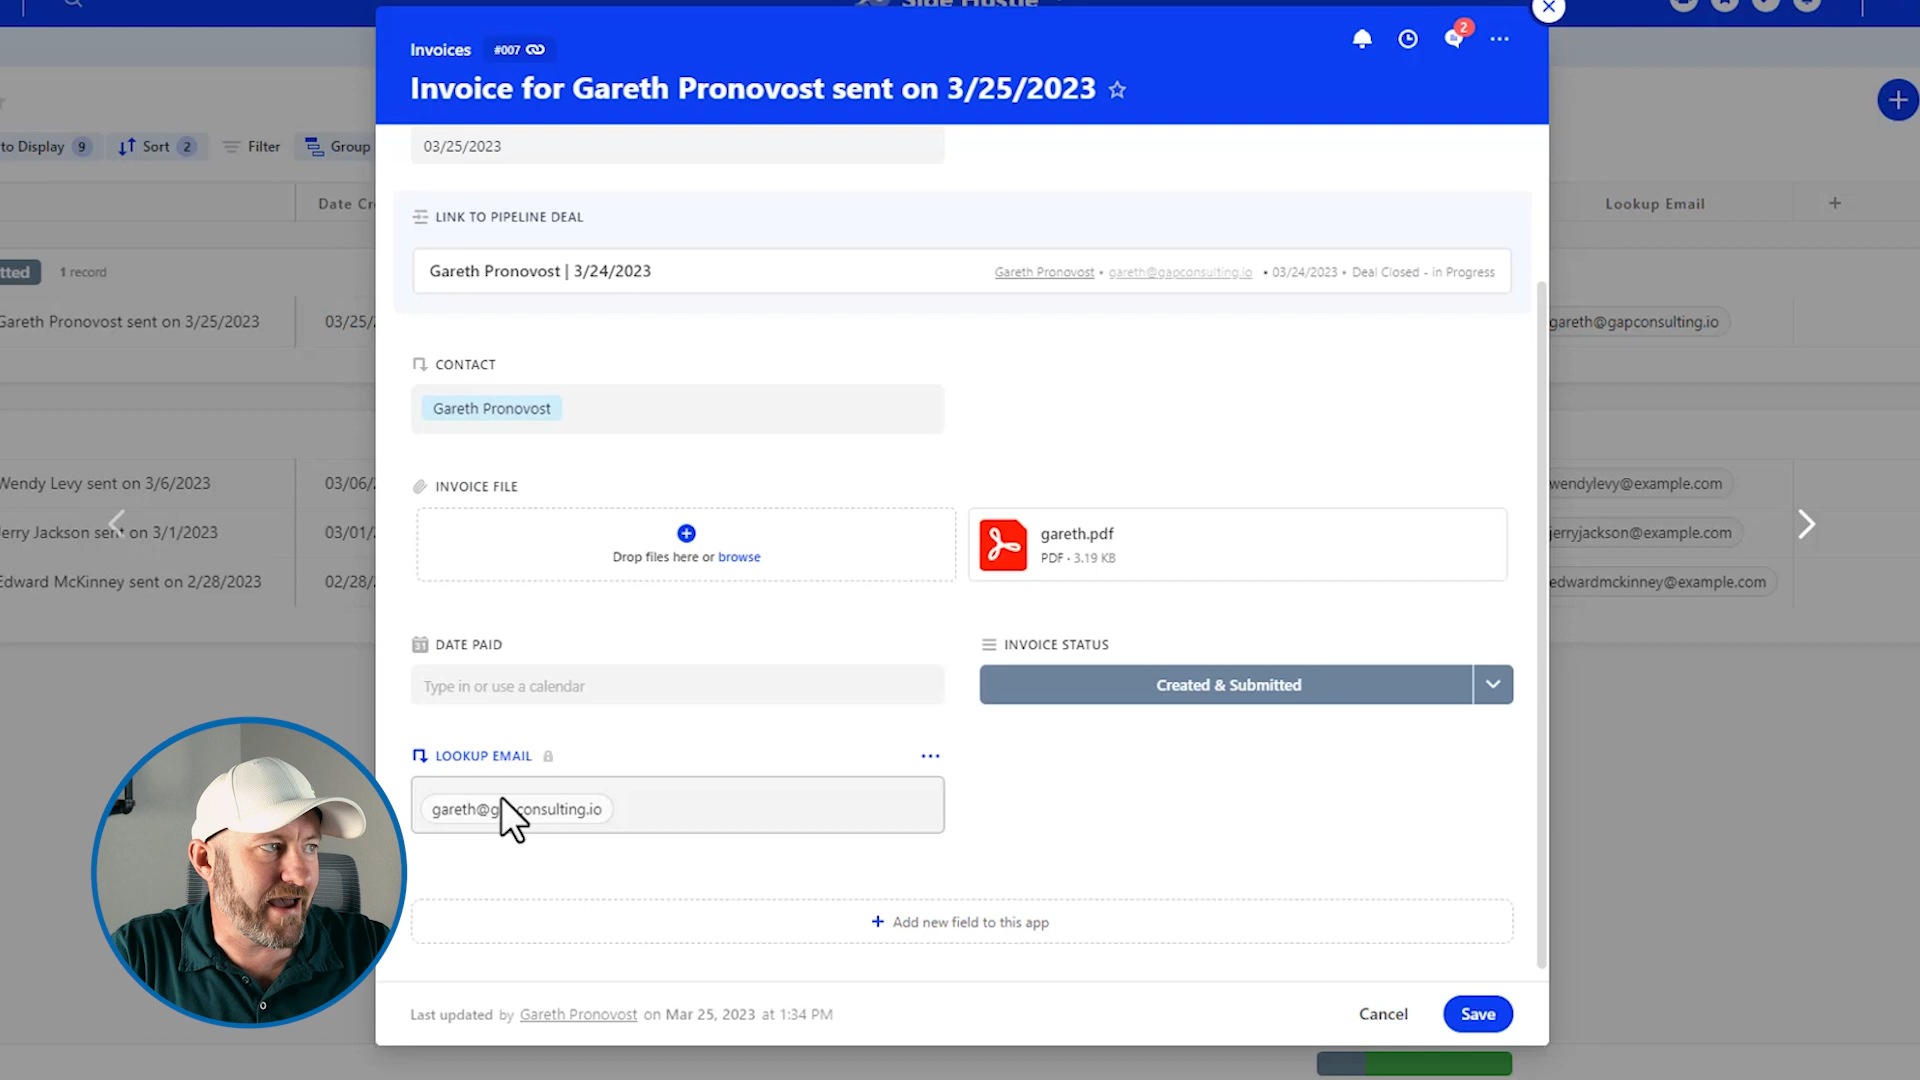 Side Hustle
Invoices #007
2
Invoice for Gareth Pronovost sent on 3/25/2023
to Display 9 Sort 2 Filter Group
03/25/2023
Date Cr
Lookup Email
LINK TO PIPELINE DEAL
Gareth Pronovost | 3/24/2023 Gareth Pronovost • gareth@gapconsulting.io • 03/24/2023 • Deal Closed - in Progress
tted 1 record
Gareth Pronovost sent on 3/25/2023 03/25/
gareth@gapconsulting.io
CONTACT
Gareth Pronovost
Wendy Levy sent on 3/6/2023 03/06/
wendylevy@example.com
INVOICE FILE
Drop files here or browse
gareth.pdf
PDF • 3.19 KB
erry Jackson sent on 3/1/2023 03/01/
jerryjackson@example.com
Edward McKinney sent on 2/28/2023 02/28/
edwardmckinney@example.com
DATE PAID
Type in or use a calendar
INVOICE STATUS
Created & Submitted
LOOKUP EMAIL
gareth@gapconsulting.io
Add new field to this app
Last updated by Gareth Pronovost on Mar 25, 2023 at 1:34 PM
Cancel Save